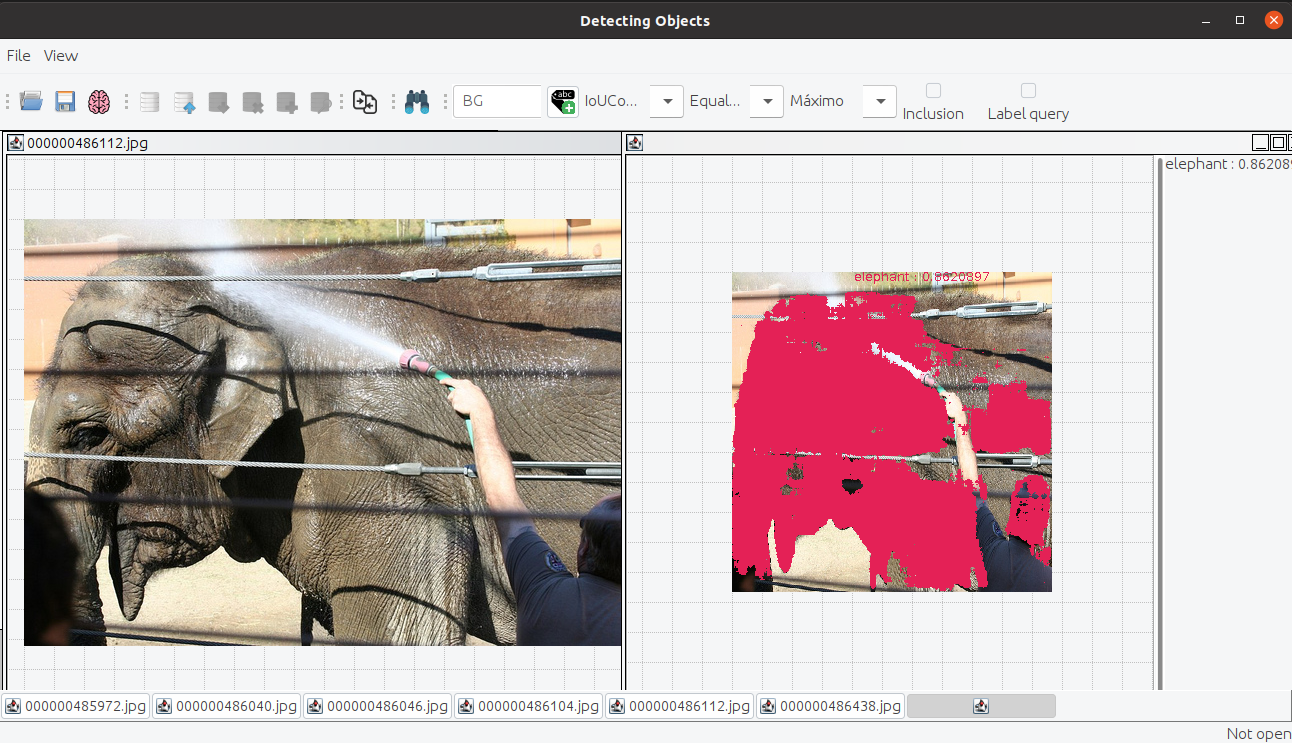 Detecting Objects
File View
BG abc IoUCo... Equal... Máximo Inclusion Label query
000000486112.jpg
elephant : 0.862089
elephant : 0.8620897
000000485972.jpg 000000486040.jpg 000000486046.jpg 000000486104.jpg 000000486112.jpg 000000486438.jpg
Not open